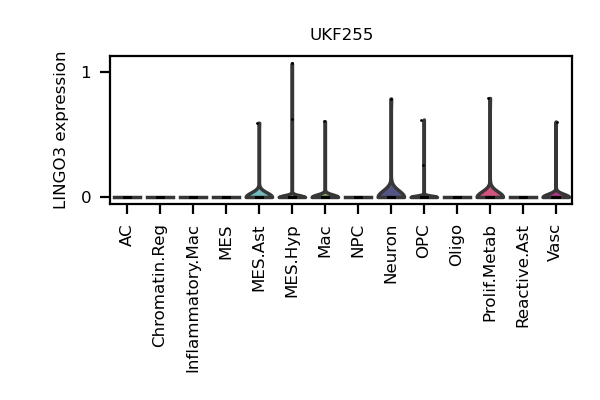 UKF255
LINGO3 expression
1
0
AC
Chromatin.Reg
Inflammatory.Mac
MES
MES.Ast
MES.Hyp
Mac
NPC
Neuron
OPC
Oligo
Prolif.Metab
Reactive.Ast
Vasc